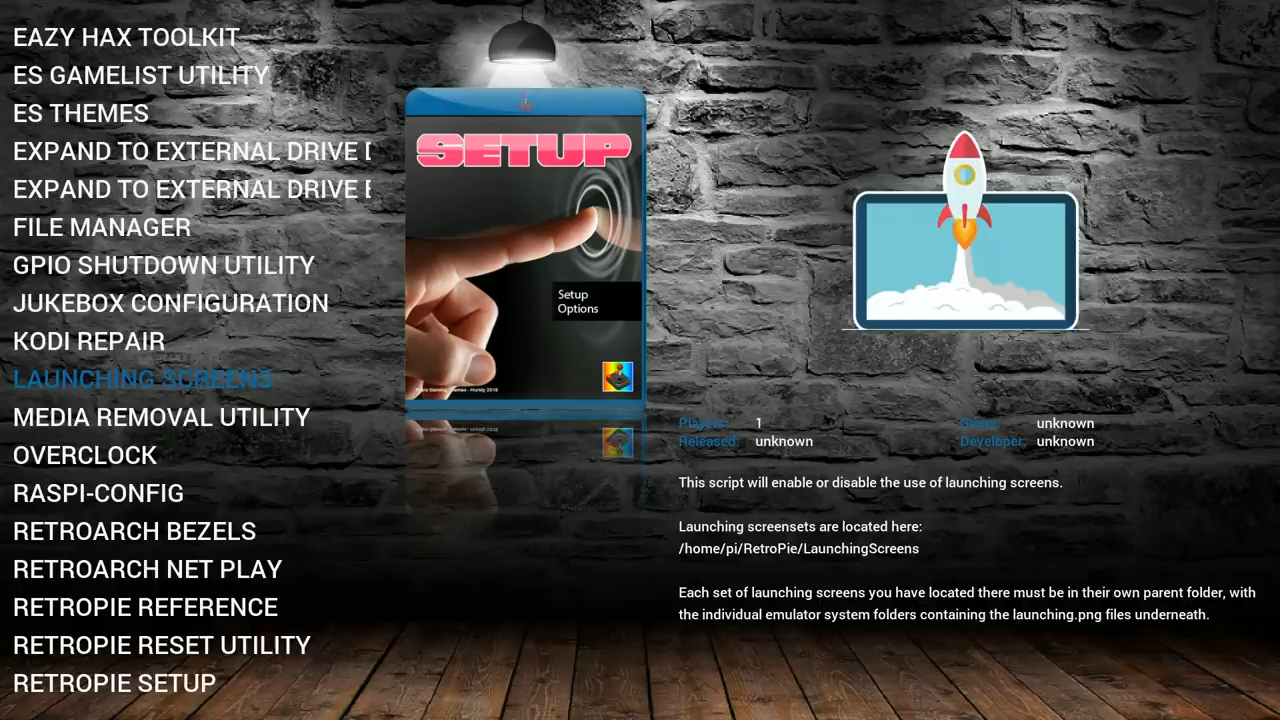 EAZY HAX TOOLKIT
ES GAMELIST UTILITY
ES THEMES
EXPAND TO EXTERNAL DRIVE
EXPAND TO EXTERNAL DRIVE
FILE MANAGER
GPIO SHUTDOWN UTILITY
JUKEBOX CONFIGURATION
KODI REPAIR
LAUNCHING SCREENS
MEDIA REMOVAL UTILITY
OVERCLOCK
RASPI-CONFIG
RETROARCH BEZELS
RETROARCH NET PLAY
RETROPIE REFERENCE
RETROPIE RESET UTILITY
RETROPIE SETUP
SETUP
Setup
Options
Players: 1
Genre: unknown
Released: unknown
Developer: unknown
This script will enable or disable the use of launching screens.
Launching screensets are located here:
/home/pi/RetroPie/LaunchingScreens
Each set of launching screens you have located there must be in their own parent folder, with
the individual emulator system folders containing the launching.png files underneath.